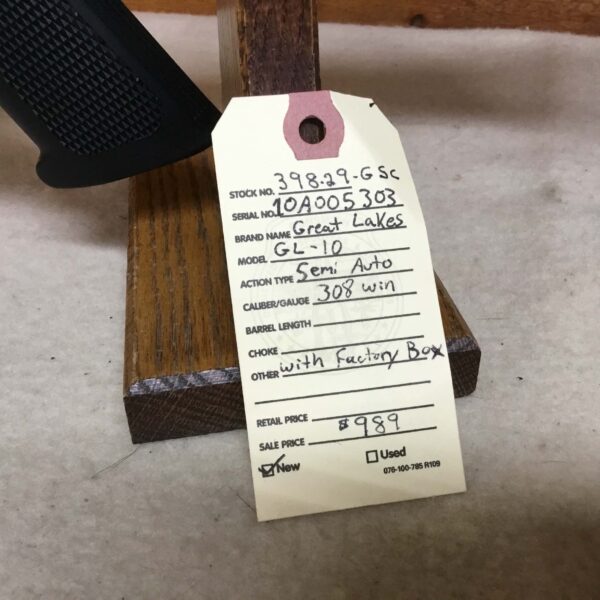 STOCK NO. 398-29-GSC
SERIAL NO. 10A005303
BRAND NAME Great Lakes
MODEL GL-10
ACTION TYPE Semi Auto
CALIBER/GAUGE 308 win
BARREL LENGTH
CHOKE
OTHER with Factory Box
RETAIL PRICE
SALE PRICE $989
New Used
076-100-785 R109